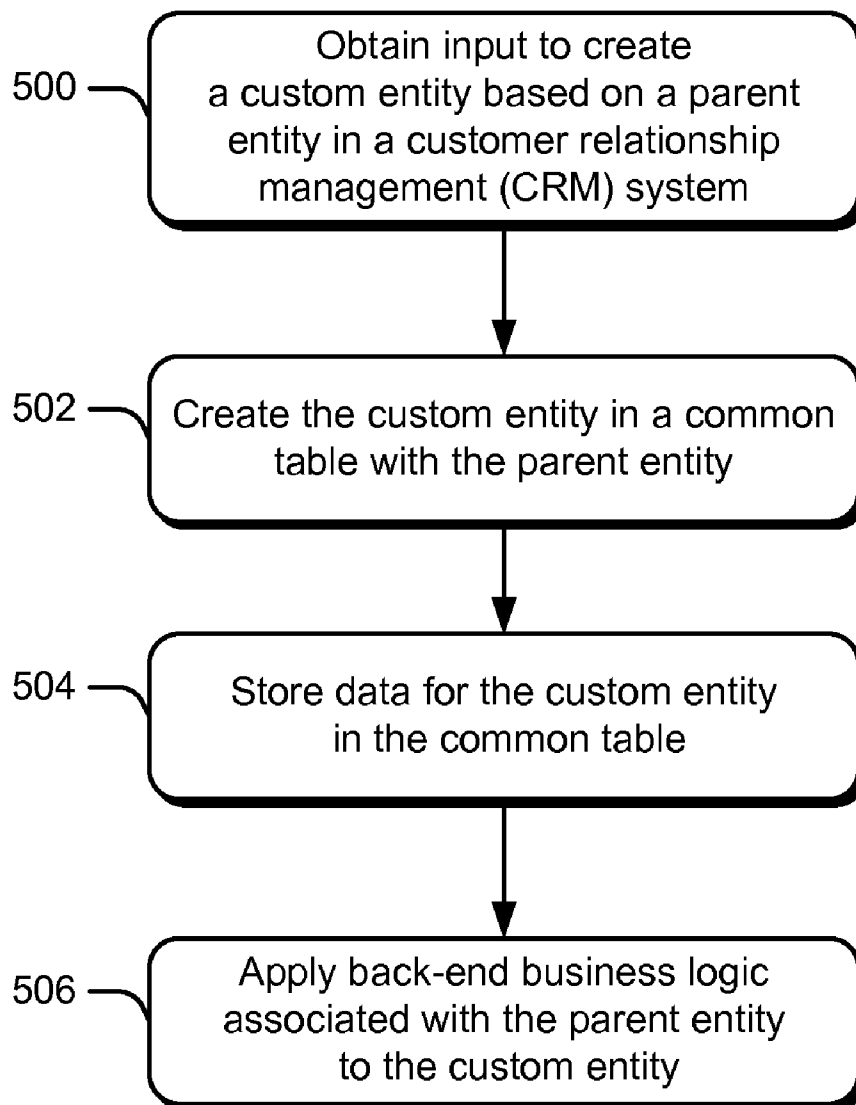 500
Obtain input to create
a custom entity based on a parent
entity in a customer relationship
management (CRM) system
502
Create the custom entity in a common
table with the parent entity
504
Store data for the custom entity
in the common table
506
Apply back-end business logic
associated with the parent entity
to the custom entity